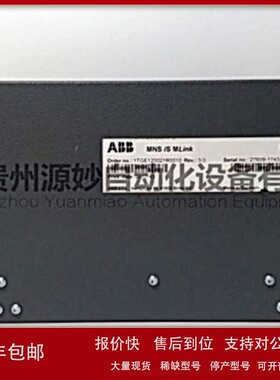 ABB MNS iS MLink
Order no.: 1TGE120021R0010 Rev.: 3.0 Serial no.:
贵州源妙自动化设备有
zhou Yuanmiao Automation Equipmen
包邮 报价快 售后到位 支持对公
大量现货 稀缺型号 停产型号 可开